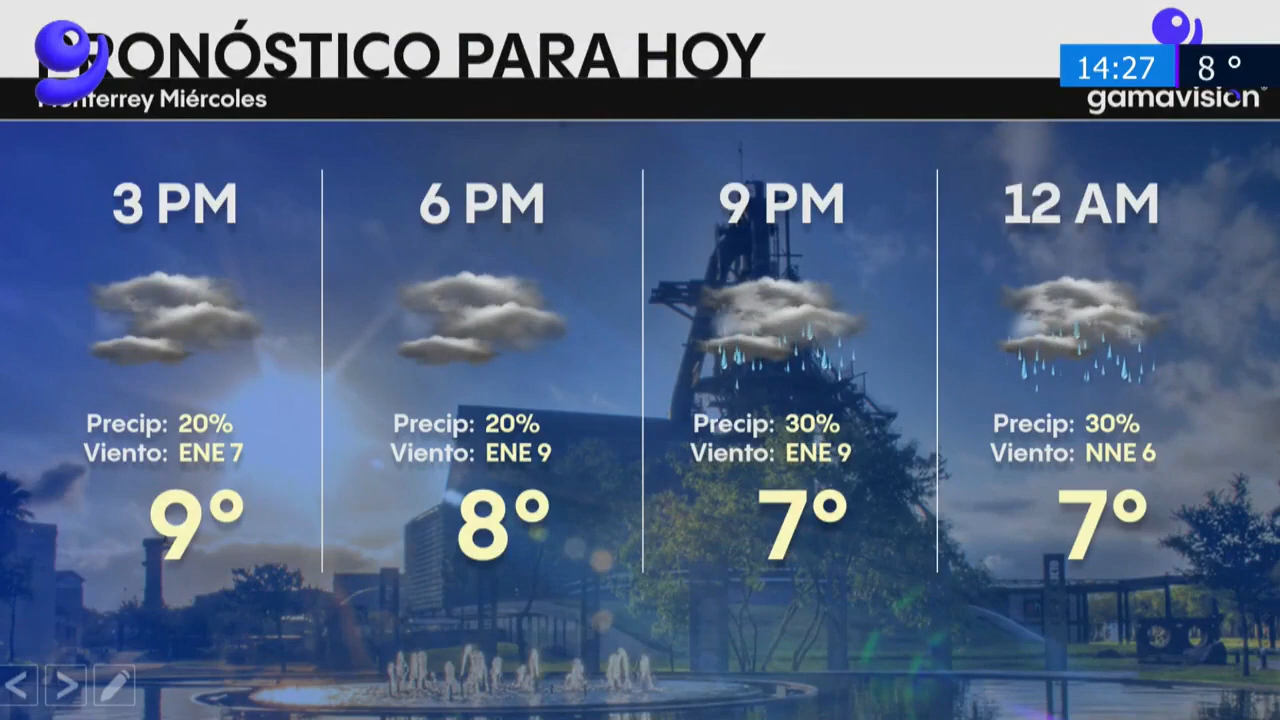 PRONÓSTICO PARA HOY
14:27 8°
Monterrey Miércoles
gamavisión
3 PM
Precip: 20%
Viento: ENE 7
9°
6 PM
Precip: 20%
Viento: ENE 9
8°
9 PM
Precip: 30%
Viento: ENE 9
7°
12 AM
Precip: 30%
Viento: NNE 6
7°